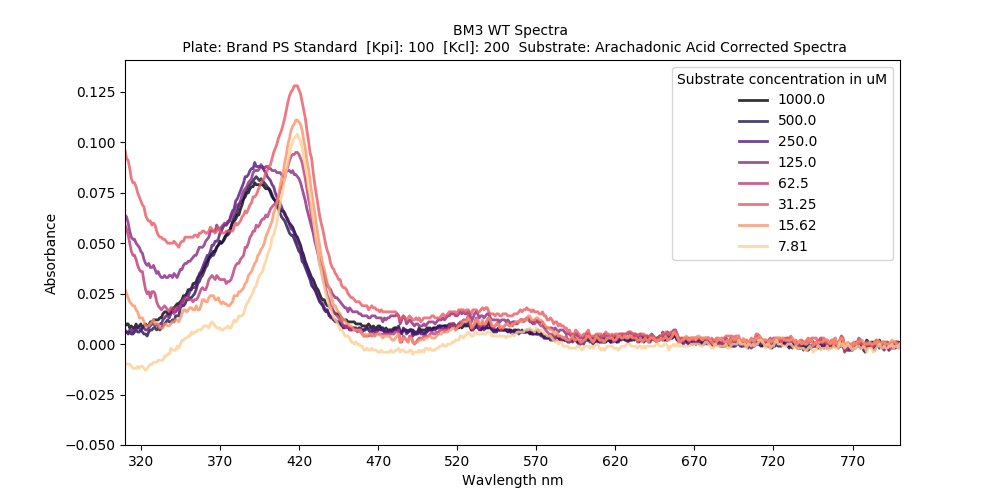 BM3 WT Spectra
Plate: Brand PS Standard  [Kpi]: 100  [Kcl]: 200  Substrate: Arachadonic Acid Corrected Spectra
Substrate concentration in uM
1000.0
500.0
250.0
125.0
62.5
31.25
15.62
7.81
Absorbance
0.125
0.100
0.075
0.050
0.025
0.000
−0.025
−0.050
320 370 420 470 520 570 620 670 720 770
Wavlength nm